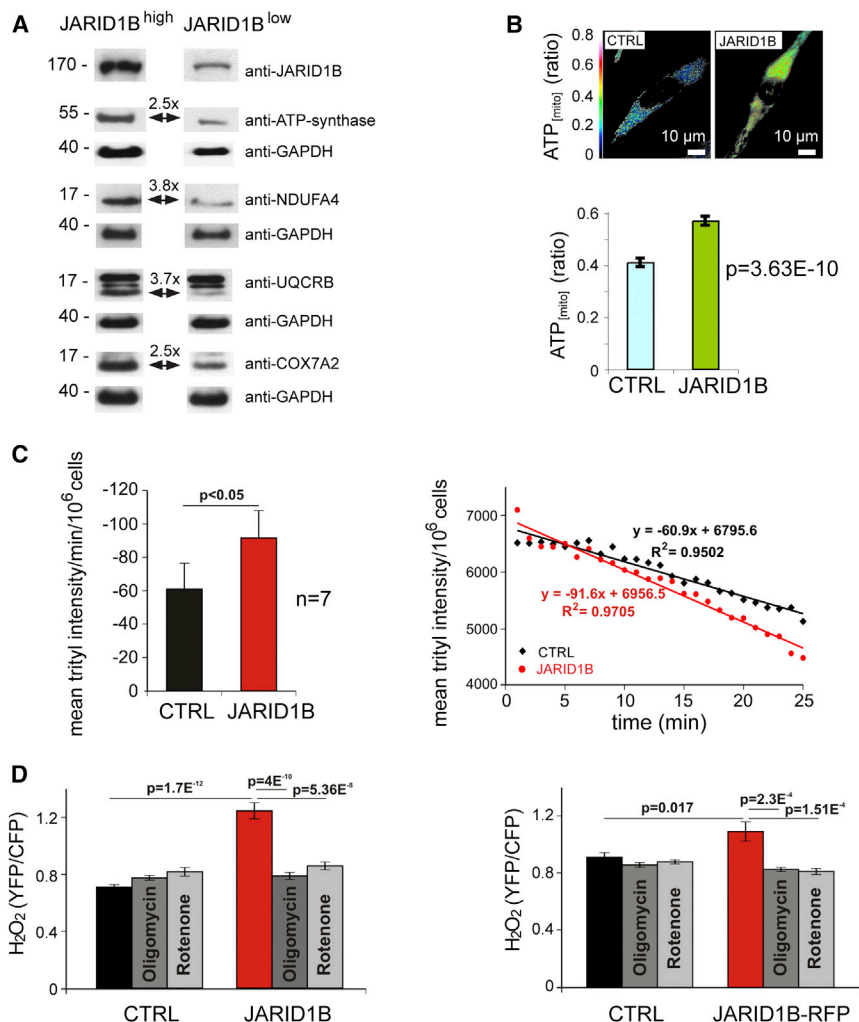 A
JARID1B high JARID1B low
170 -
anti-JARID1B
55 -
2.5x
anti-ATP-synthase
40 -
anti-GAPDH
17 -
3.8x
anti-NDUFA4
40 -
anti-GAPDH
17 -
3.7x
anti-UQCRB
40 -
anti-GAPDH
17 -
2.5x
anti-COX7A2
40 -
anti-GAPDH
B
ATP[mito] (ratio)
0.8
0.6
0.4
0.2
0
CTRL
10 µm
JARID1B
10 µm
ATP[mito] (ratio)
0.6
0.4
0.2
0
p=3.63E-10
CTRL JARID1B
C
mean trityl intensity/min/10^6 cells
-120
-100
-80
-60
-40
-20
0
p<0.05
n=7
CTRL JARID1B
mean trityl intensity/10^6 cells
7000
6000
5000
4000
y = -60.9x + 6795.6
R^2= 0.9502
y = -91.6x + 6956.5
R^2= 0.9705
CTRL
JARID1B
0 5 10 15 20 25
time (min)
D
H2O2 (YFP/CFP)
1.2
0.8
0.4
0
p=1.7E^-12
p=4E^-10
p=5.36E^-8
Oligomycin
Rotenone
Oligomycin
Rotenone
CTRL JARID1B
H2O2 (YFP/CFP)
1.2
0.8
0.4
0
p=0.017
p=2.3E^-4
p=1.51E^-4
Oligomycin
Rotenone
Oligomycin
Rotenone
CTRL JARID1B-RFP